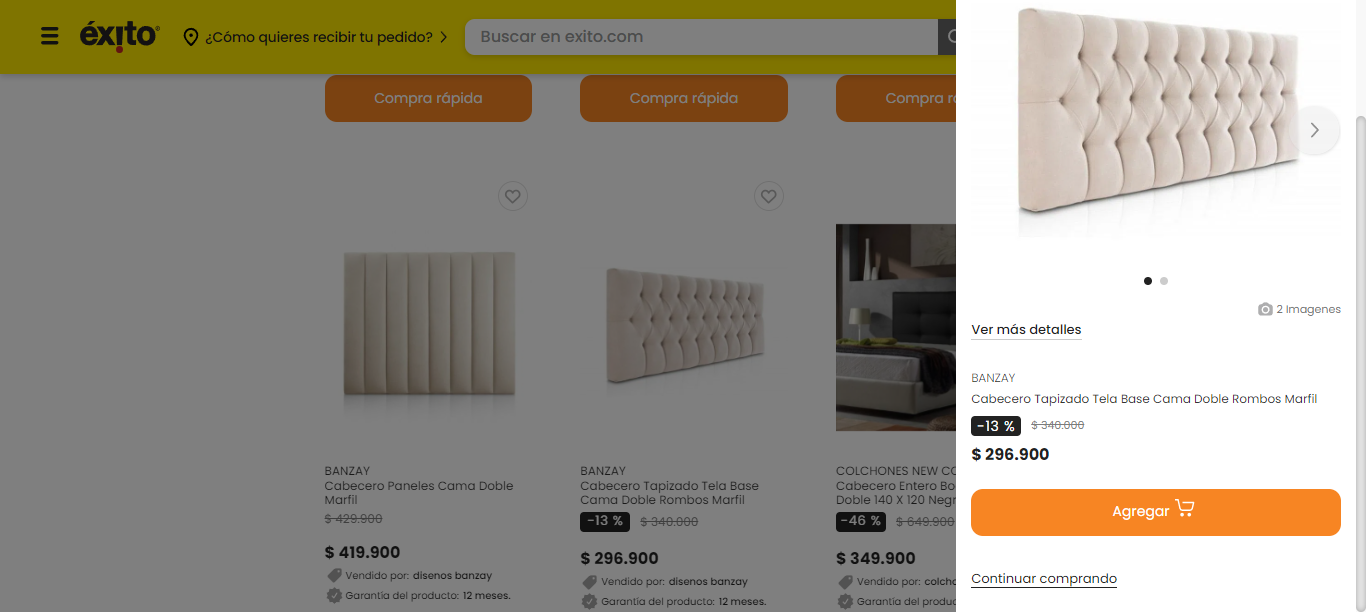 éxito
¿Cómo quieres recibir tu pedido?
Buscar en exito.com
Compra rápida
Compra rápida
Compra r
BANZAY
Cabecero Paneles Cama Doble
Marfil
$ 429.900
$ 419.900
Vendido por: disenos banzay
Garantía del producto: 12 meses.
BANZAY
Cabecero Tapizado Tela Base
Cama Doble Rombos Marfil
-13 % $ 340.000
$ 296.900
Vendido por: disenos banzay
Garantía del producto: 12 meses.
COLCHONES NEW CO
Cabecero Entero Bo
Doble 140 X 120 Negr
-46 % $ 649.900
$ 349.900
Vendido por: colcho
Garantía del produc
2 Imagenes
Ver más detalles
BANZAY
Cabecero Tapizado Tela Base Cama Doble Rombos Marfil
-13 % $ 340.000
$ 296.900
Agregar
Continuar comprando